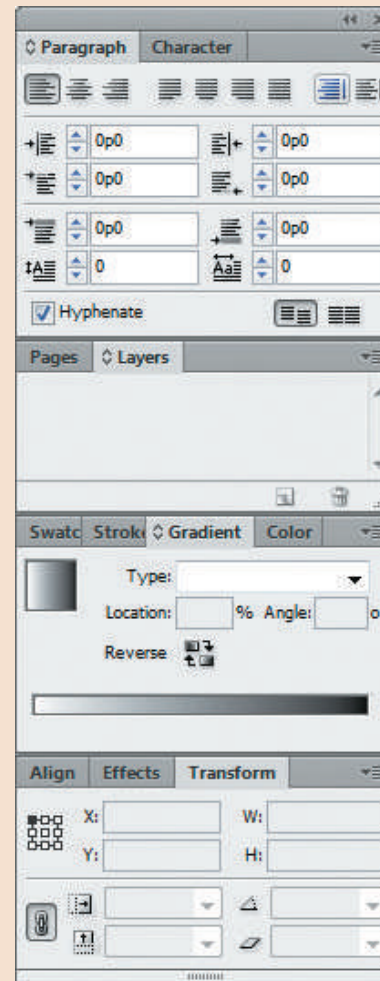 Paragraph Character
0p0 0p0
0p0 0p0
0p0 0p0
0 0
Hyphenate
Pages Layers
Swatc Stroke Gradient Color
Type:
Location: % Angle: o
Reverse
Align Effects Transform
X: W:
Y: H: